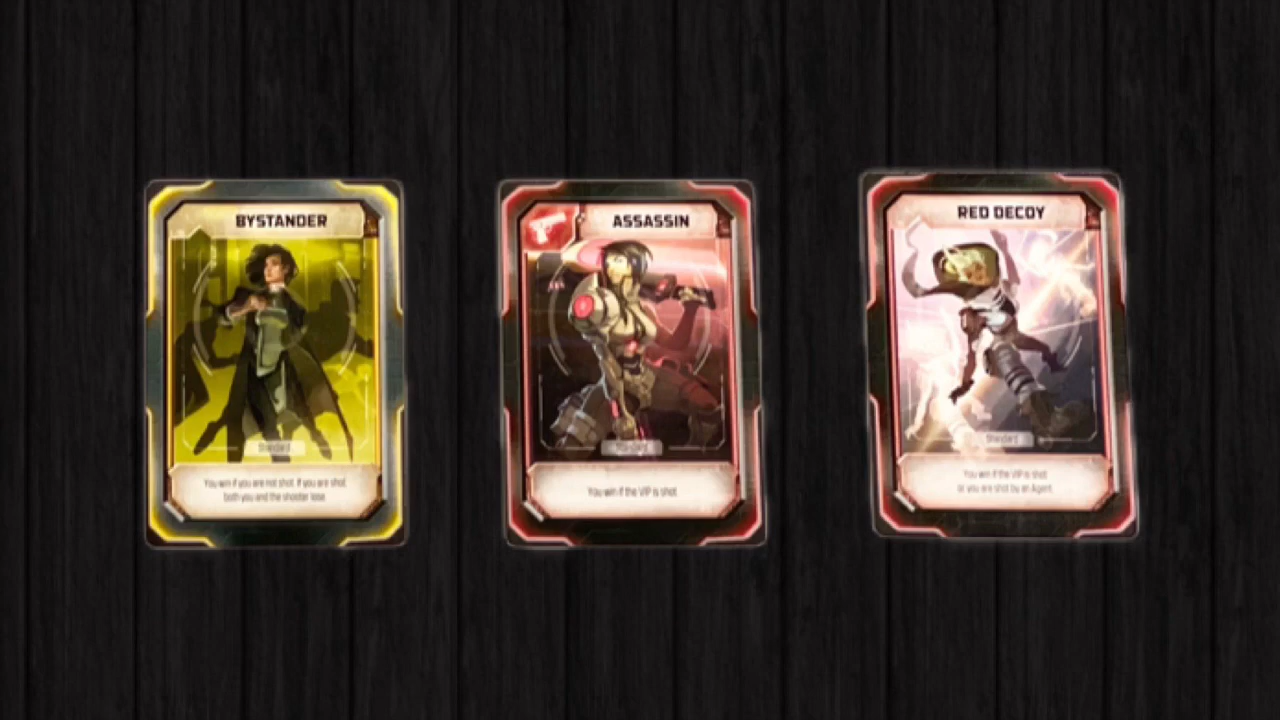 BYSTANDER
Standard
You win if you are not shot. If you are shot,
both you and the shooter lose.
ASSASSIN
Standard
You win if the VIP is shot.
RED DECOY
Standard
You win if the VIP is shot
or you are shot by an Agent.